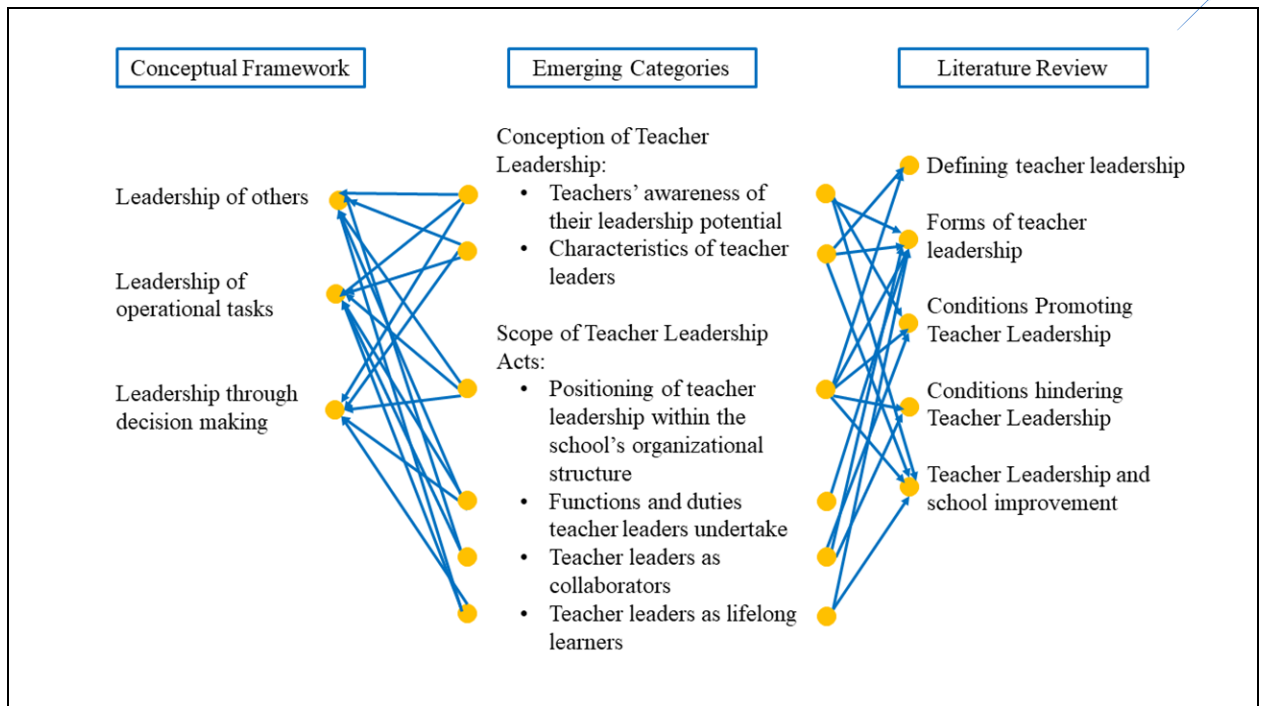 Conceptual Framework
Emerging Categories
Literature Review
Leadership of others
Leadership of
operational tasks
Leadership through
decision making
Conception of Teacher
Leadership:
• Teachers’ awareness of
their leadership potential
• Characteristics of teacher
leaders
Scope of Teacher Leadership
Acts:
• Positioning of teacher
leadership within the
school’s organizational
structure
• Functions and duties
teacher leaders undertake
• Teacher leaders as
collaborators
• Teacher leaders as lifelong
learners
Defining teacher leadership
Forms of teacher
leadership
Conditions Promoting
Teacher Leadership
Conditions hindering
Teacher Leadership
Teacher Leadership and
school improvement